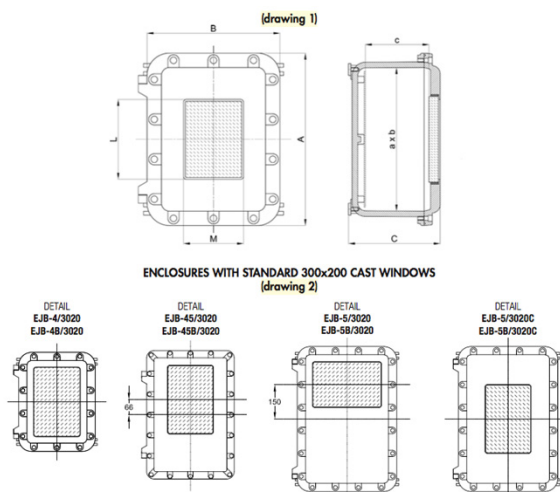 (drawing 1)
B
c
L
A
a x b
M
C
ENCLOSURES WITH STANDARD 300x200 CAST WINDOWS
(drawing 2)
DETAIL
EJB-4/3020
EJB-4B/3020
DETAIL
EJB-45/3020
EJB-45B/3020
DETAIL
EJB-5/3020
EJB-5B/3020
DETAIL
EJB-5/3020C
EJB-5B/3020C
66
150